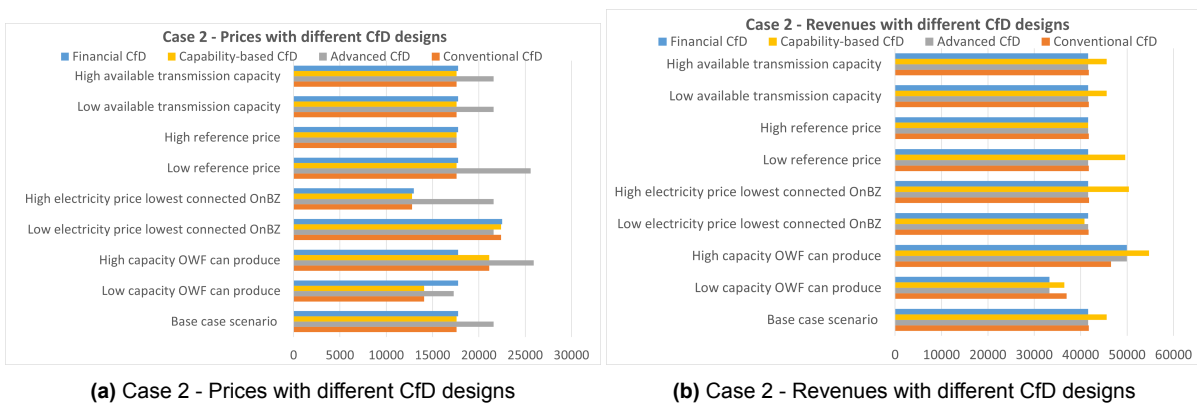 Case 2 - Prices with different CfD designs
Financial CfD Capability-based CfD Advanced CfD Conventional CfD
High available transmission capacity
Low available transmission capacity
High reference price
Low reference price
High electricity price lowest connected OnBZ
Low electricity price lowest connected OnBZ
High capacity OWF can produce
Low capacity OWF can produce
Base case scenario
0 5000 10000 15000 20000 25000 30000
(a) Case 2 - Prices with different CfD designs
Case 2 - Revenues with different CfD designs
Financial CfD Capability-based CfD Advanced CfD Conventional CfD
High available transmission capacity
Low available transmission capacity
High reference price
Low reference price
High electricity price lowest connected OnBZ
Low electricity price lowest connected OnBZ
High capacity OWF can produce
Low capacity OWF can produce
Base case scenario
0 10000 20000 30000 40000 50000 60000
(b) Case 2 - Revenues with different CfD designs